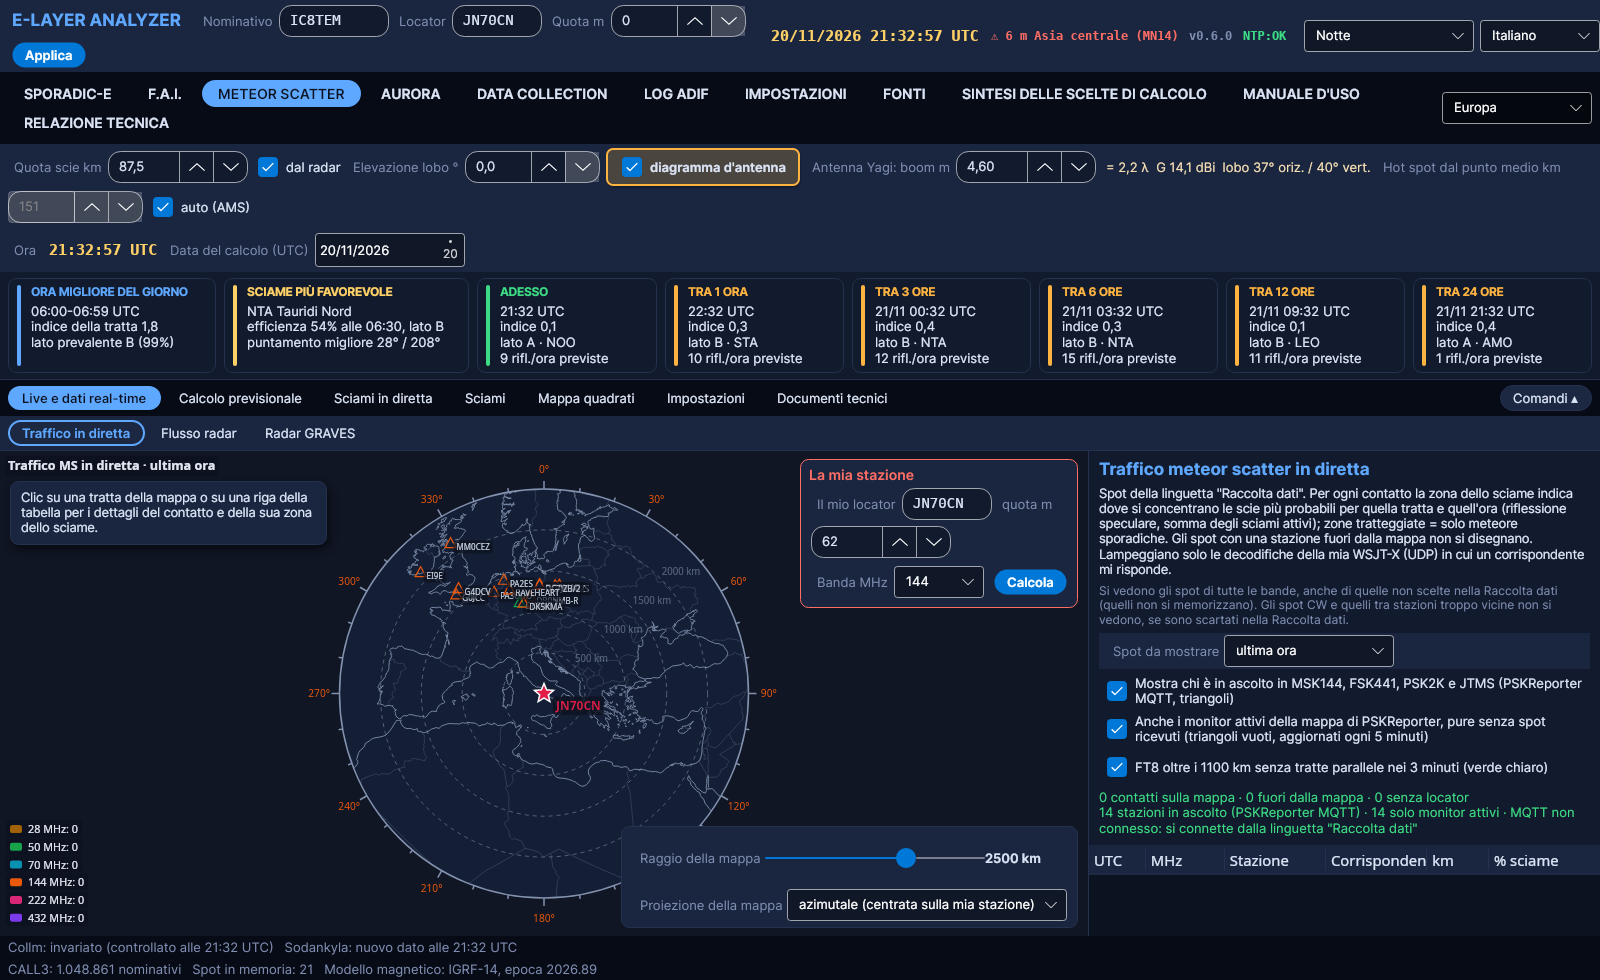 E-LAYER ANALYZER
Nominativo IC8TEM Locator JN70CN Quota m 0
Applica
20/11/2026 21:32:57 UTC ⚠ 6 m Asia centrale (MN14) v0.6.0 NTP:OK Notte Italiano
SPORADIC-E F.A.I. METEOR SCATTER AURORA DATA COLLECTION LOG ADIF IMPOSTAZIONI FONTI SINTESI DELLE SCELTE DI CALCOLO MANUALE D'USO
RELAZIONE TECNICA
Europa
Quota scie km 87,5 dal radar Elevazione lobo ° 0,0 diagramma d'antenna Antenna Yagi: boom m 4,60 = 2,2 λ G 14,1 dBi lobo 37° oriz. / 40° vert. Hot spot dal punto medio km
151 auto (AMS)
Ora 21:32:57 UTC Data del calcolo (UTC) 20/11/2026 20
ORA MIGLIORE DEL GIORNO
06:00-06:59 UTC
indice della tratta 1,8
lato prevalente B (99%)
SCIAME PIÙ FAVOREVOLE
NTA Tauridi Nord
efficienza 54% alle 06:30, lato B
puntamento migliore 28° / 208°
ADESSO
21:32 UTC
indice 0,1
lato A · NOO
9 rifl./ora previste
TRA 1 ORA
22:32 UTC
indice 0,3
lato B · STA
10 rifl./ora previste
TRA 3 ORE
21/11 00:32 UTC
indice 0,4
lato B · NTA
12 rifl./ora previste
TRA 6 ORE
21/11 03:32 UTC
indice 0,3
lato B · NTA
15 rifl./ora previste
TRA 12 ORE
21/11 09:32 UTC
indice 0,1
lato B · LEO
11 rifl./ora previste
TRA 24 ORE
21/11 21:32 UTC
indice 0,4
lato A · AMO
1 rifl./ora previste
Live e dati real-time Calcolo previsionale Sciami in diretta Sciami Mappa quadrati Impostazioni Documenti tecnici Comandi ▴
Traffico in diretta Flusso radar Radar GRAVES
Traffico MS in diretta · ultima ora
Clic su una tratta della mappa o su una riga della
tabella per i dettagli del contatto e della sua zona
dello sciame.
0°
30°
60°
90°
120°
180°
210°
240°
270°
300°
330°
2000 km
1500 km
1000 km
500 km
MM0CEZ
EI9E
G4DCV
PA2ES
DK5KMA
JN70CN
28 MHz: 0
50 MHz: 0
70 MHz: 0
144 MHz: 0
222 MHz: 0
432 MHz: 0
La mia stazione
Il mio locator JN70CN quota m
62
Banda MHz 144 Calcola
Raggio della mappa 2500 km
Proiezione della mappa azimutale (centrata sulla mia stazione)
Traffico meteor scatter in diretta
Spot della linguetta "Raccolta dati". Per ogni contatto la zona dello sciame indica
dove si concentrano le scie più probabili per quella tratta e quell'ora (riflessione
speculare, somma degli sciami attivi); zone tratteggiate = solo meteore
sporadiche. Gli spot con una stazione fuori dalla mappa non si disegnano.
Lampeggiano solo le decodifiche della mia WSJT-X (UDP) in cui un corrispondente
mi risponde.
Si vedono gli spot di tutte le bande, anche di quelle non scelte nella Raccolta dati
(quelli non si memorizzano). Gli spot CW e quelli tra stazioni troppo vicine non si
vedono, se sono scartati nella Raccolta dati.
Spot da mostrare ultima ora
Mostra chi è in ascolto in MSK144, FSK441, PSK2K e JTMS (PSKReporter
MQTT, triangoli)
Anche i monitor attivi della mappa di PSKReporter, pure senza spot
ricevuti (triangoli vuoti, aggiornati ogni 5 minuti)
FT8 oltre i 1100 km senza tratte parallele nei 3 minuti (verde chiaro)
0 contatti sulla mappa · 0 fuori dalla mappa · 0 senza locator
14 stazioni in ascolto (PSKReporter MQTT) · 14 solo monitor attivi · MQTT non
connesso: si connette dalla linguetta "Raccolta dati"
UTC MHz Stazione Corrisponden km % sciame
Collm: invariato (controllato alle 21:32 UTC) Sodankyla: nuovo dato alle 21:32 UTC
CALL3: 1.048.861 nominativi Spot in memoria: 21 Modello magnetico: IGRF-14, epoca 2026.89